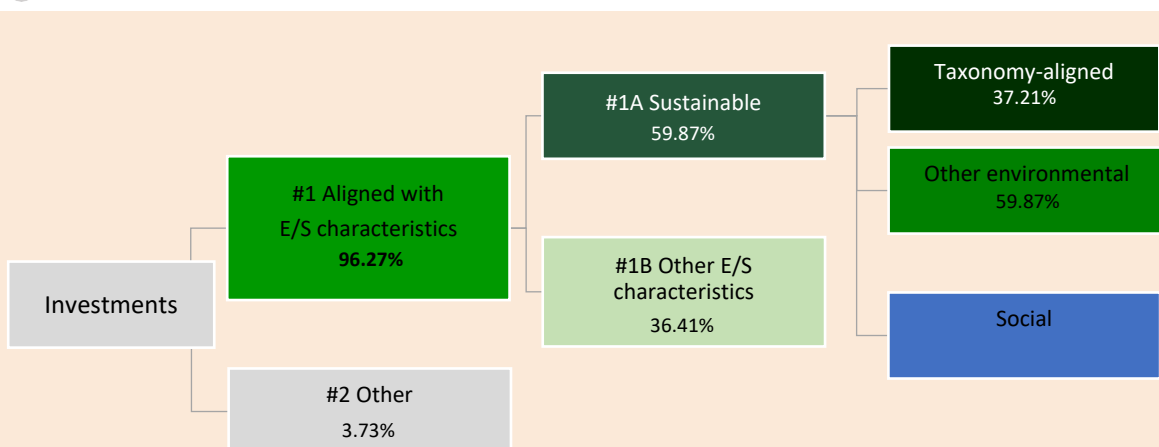 Investments
#1 Aligned with
E/S characteristics
96.27%
#2 Other
3.73%
#1A Sustainable
59.87%
#1B Other E/S
characteristics
36.41%
Taxonomy-aligned
37.21%
Other environmental
59.87%
Social